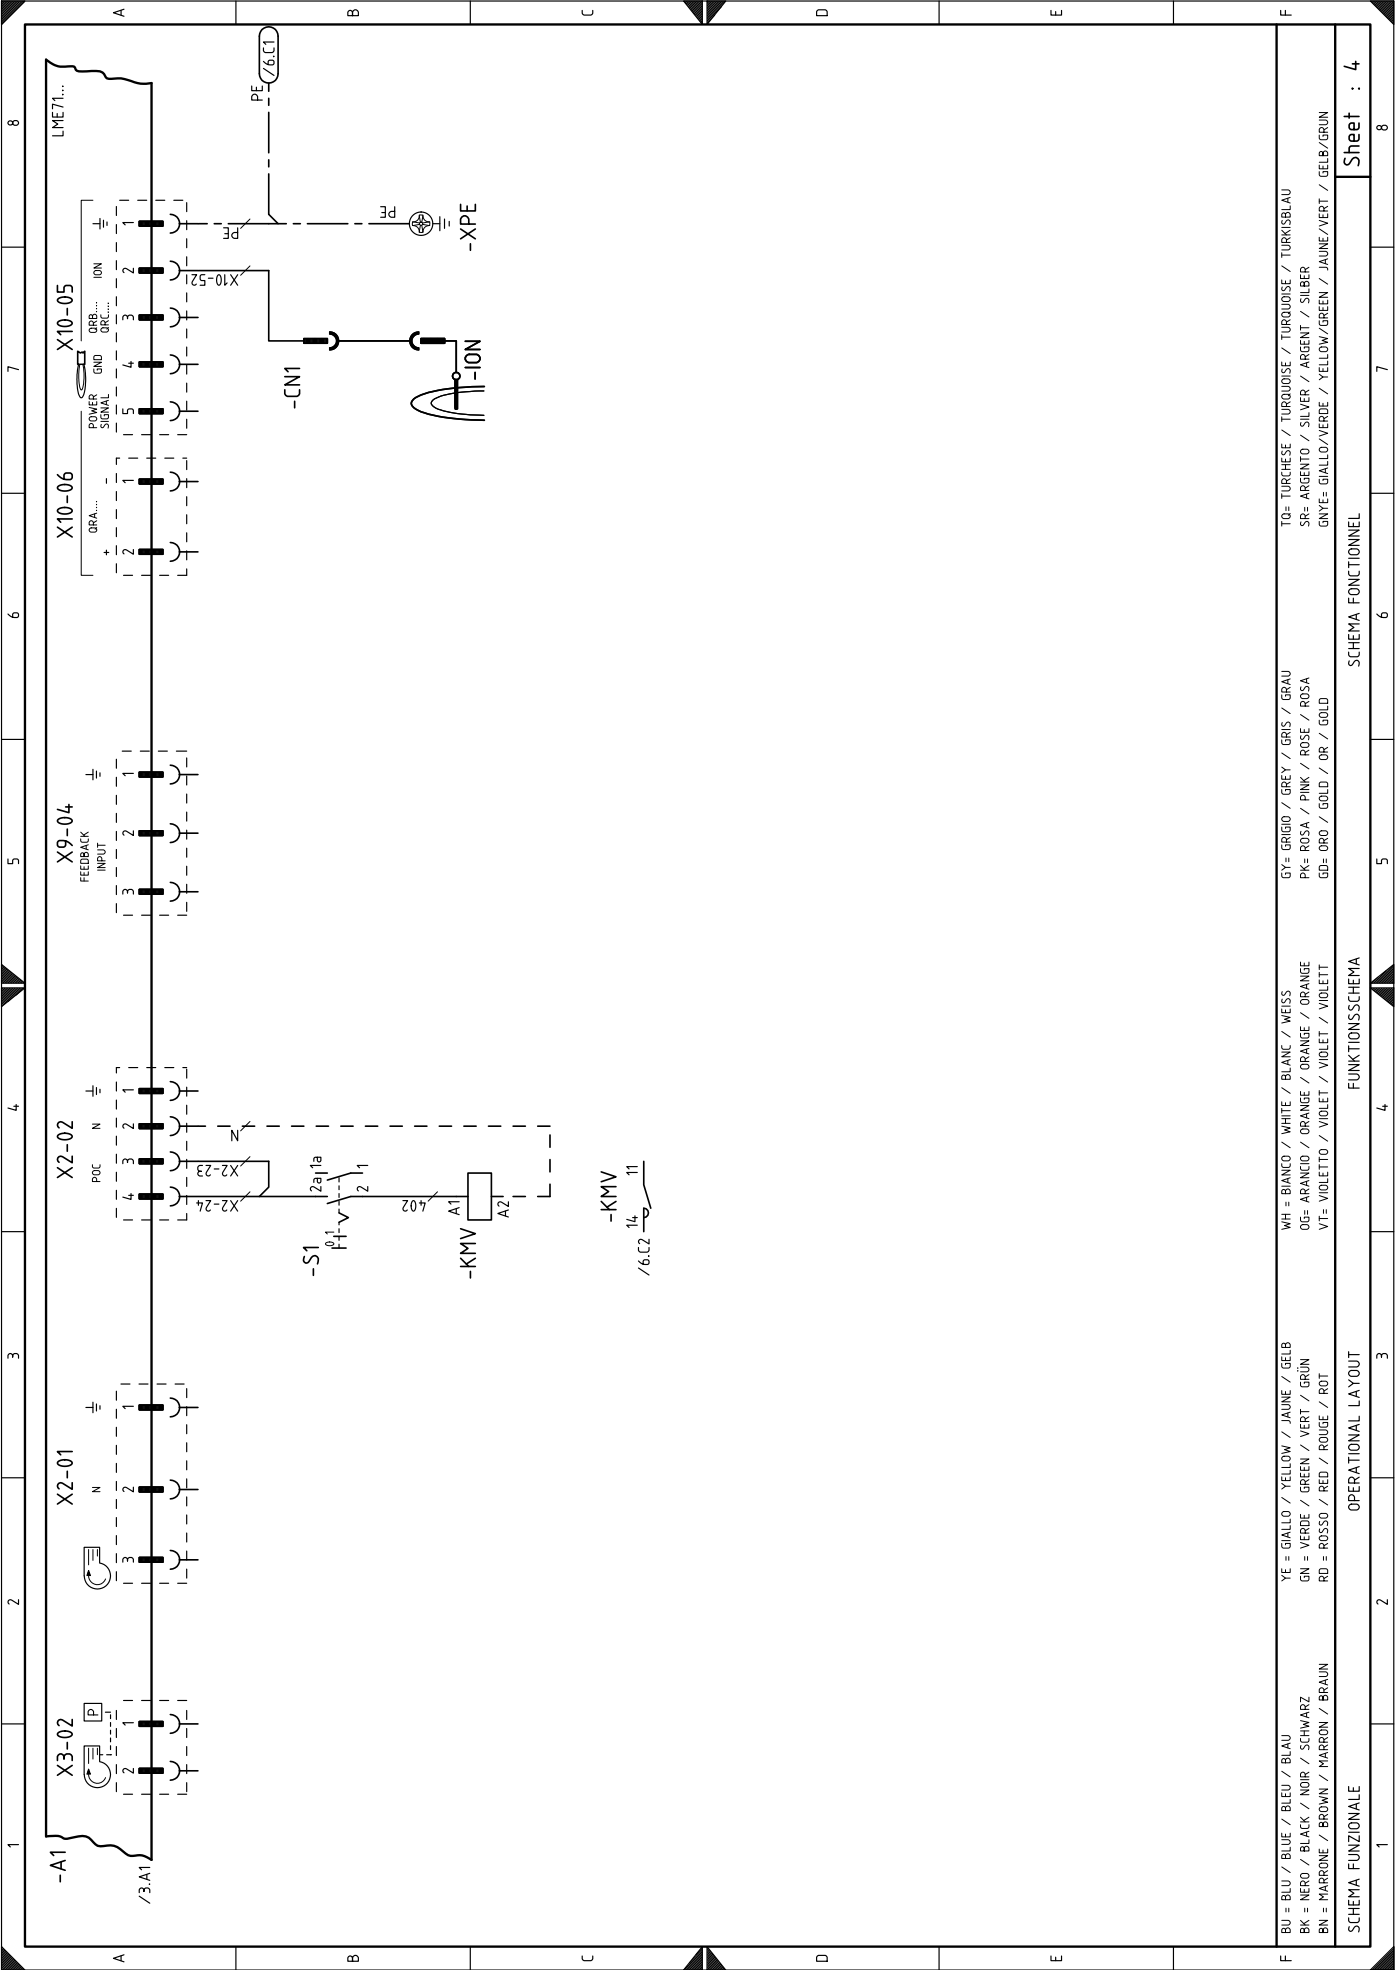 1 2 3 4 5 6 7 8
A
B
C
D
E
F
-A1
/3.A1
LME71...
X3-02
P
2 1
X2-01
N
3 2 1
X2-02
POC N
4 3 2 1
X9-04
FEEDBACK
INPUT
3 2 1
X10-06
QRA...
+ -
2 1
X10-05
POWER
SIGNAL
GND
QRB...
QRC...
ION
5 4 3 2 1
X2-24
X2-23
N
-S1
0 1
2a 1a
2 1
402
-KMV
A1
A2
-KMV
14 11
/6.C2
X10-52
-CN1
-ION
PE
PE
-XPE
PE
/6.C1
BU = BLU / BLUE / BLEU / BLAU
BK = NERO / BLACK / NOIR / SCHWARZ
BN = MARRONE / BROWN / MARRON / BRAUN
YE = GIALLO / YELLOW / JAUNE / GELB
GN = VERDE / GREEN / VERT / GRÜN
RD = ROSSO / RED / ROUGE / ROT
WH = BIANCO / WHITE / BLANC / WEISS
OG= ARANCIO / ORANGE / ORANGE / ORANGE
VT= VIOLETTO / VIOLET / VIOLET / VIOLETT
GY= GRIGIO / GREY / GRIS / GRAU
PK= ROSA / PINK / ROSE / ROSA
GD= ORO / GOLD / OR / GOLD
TQ= TURCHESE / TURQUOISE / TURQUOISE / TURKISBLAU
SR= ARGENTO / SILVER / ARGENT / SILBER
GNYE= GIALLO/VERDE / YELLOW/GREEN / JAUNE/VERT / GELB/GRUN
SCHEMA FUNZIONALE OPERATIONAL LAYOUT FUNKTIONSSCHEMA SCHEMA FONCTIONNEL Sheet : 4
1 2 3 4 5 6 7 8
A
B
C
D
E
F